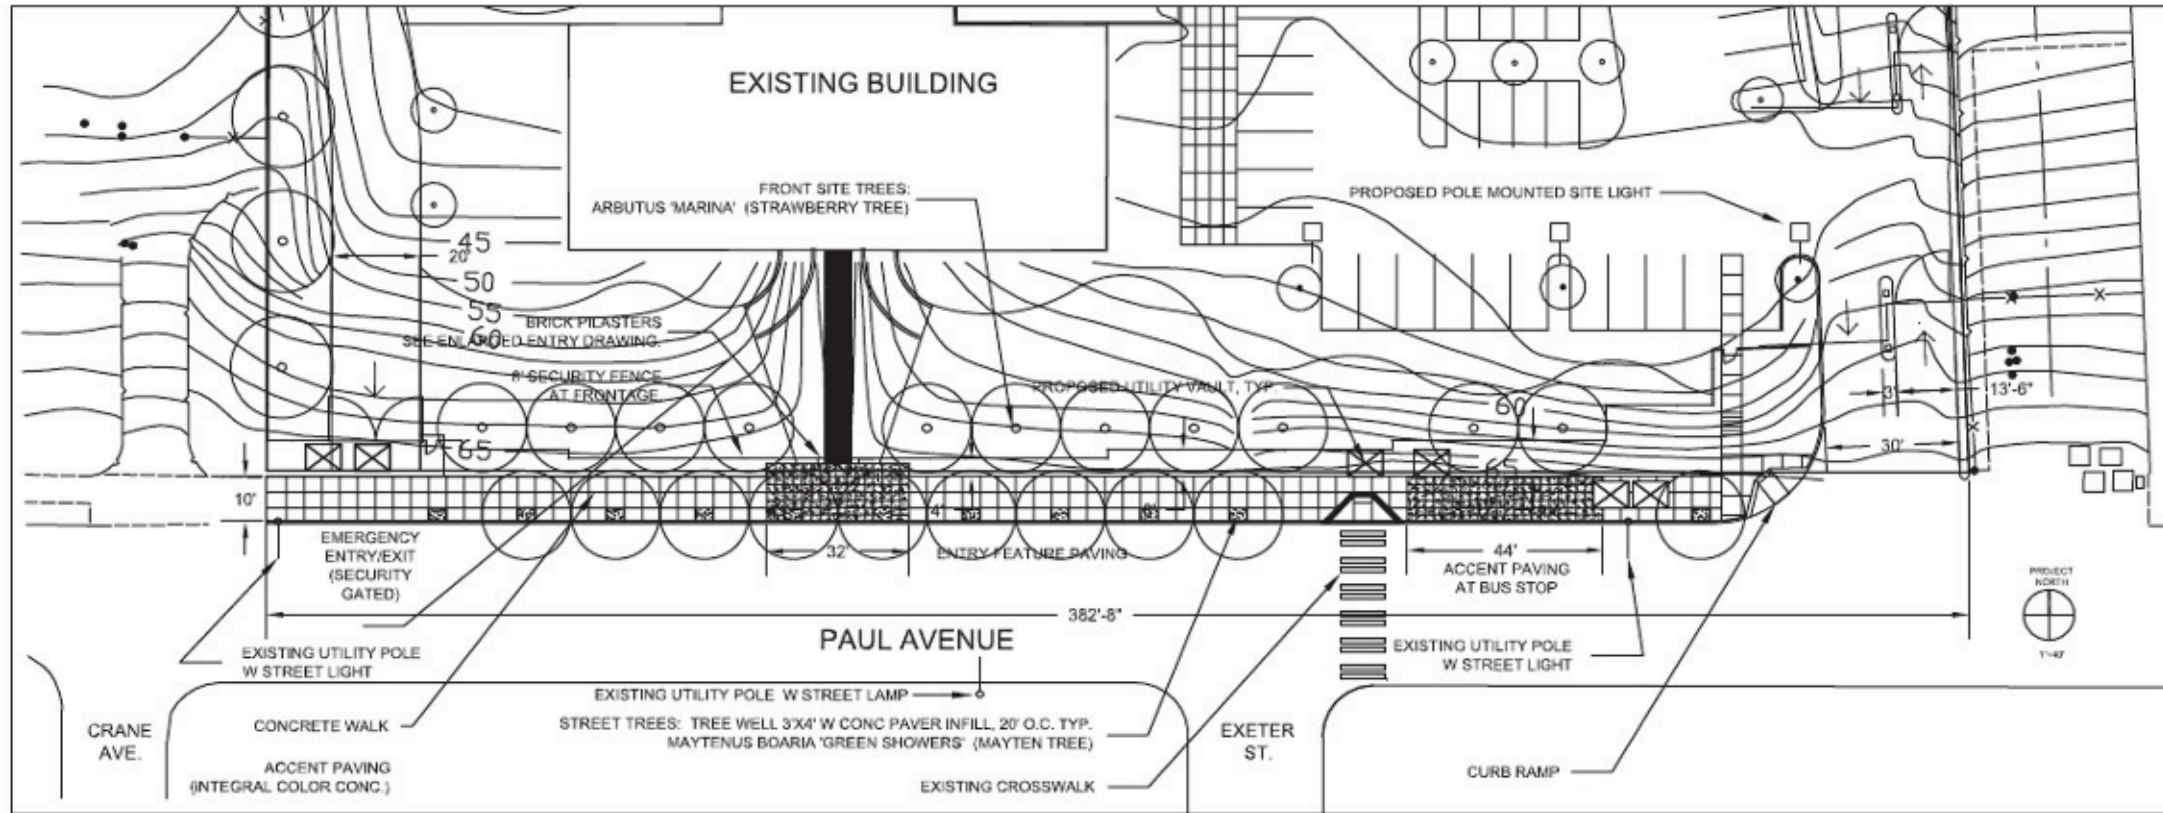 EXISTING BUILDING
FRONT SITE TREES:
ARBUTUS 'MARINA' (STRAWBERRY TREE)
PROPOSED POLE MOUNTED SITE LIGHT
45
20'
50
55
60
BRICK PILASTERS
SEE ENLARGED ENTRY DRAWING.
8' SECURITY FENCE
AT FRONTAGE.
PROPOSED UTILITY VAULT, TYP.
60
3'
13'-6"
65
30'
65
10'
4'
6'
EMERGENCY
ENTRY/EXIT
(SECURITY
GATED)
32'
ENTRY FEATURE PAVING
44'
ACCENT PAVING
AT BUS STOP
PROJECT
NORTH
1"=40'
382'-8"
PAUL AVENUE
EXISTING UTILITY POLE
W STREET LIGHT
EXISTING UTILITY POLE
W STREET LIGHT
EXISTING UTILITY POLE W STREET LAMP
STREET TREES: TREE WELL 3'X4' W CONC PAVER INFILL, 20' O.C. TYP.
MAYTENUS BOARIA 'GREEN SHOWERS' (MAYTEN TREE)
CRANE
AVE.
CONCRETE WALK
EXETER
ST.
ACCENT PAVING
(INTEGRAL COLOR CONC.)
EXISTING CROSSWALK
CURB RAMP